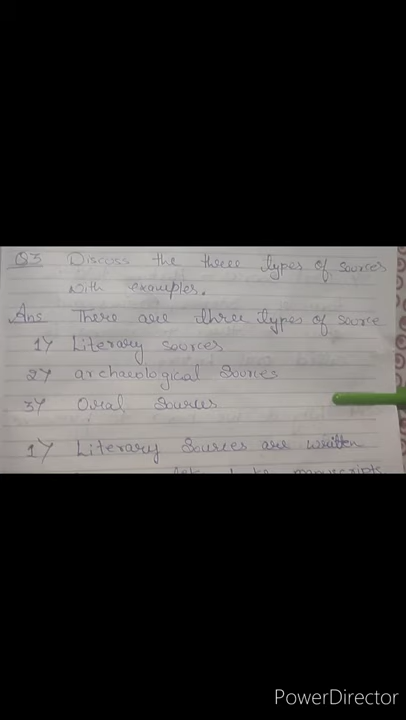 Q3 Discuss the three types of sources
with examples.
Ans There are three types of source
1) Literary sources
2) archaeological Sources
3) Oral Sources
1) Literary Sources are written
manuscripts
PowerDirector